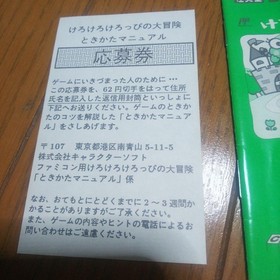 けろけろけろっぴの大冒険
ときかたマニュアル
応募券
ゲームにいきづまった人のために…
この応募券を、62円切手をはって住所
氏名を記入した返信用封筒といっしょに
下記へお送りください。ゲームのときかた
のコツを解説した「ときかたマニュアル」
をさしあげます。
〒107 東京都港区南青山5-11-5
株式会社キャラクターソフト
ファミコン用けろけろけろっぴの大冒険
「ときかたマニュアル」係
なお、おてもとにとどくまでに2〜3週間か
かることがありますがご了承ください。
また、ゲームの内容やヒントの電話による
お問い合わせはご遠慮ください。
け